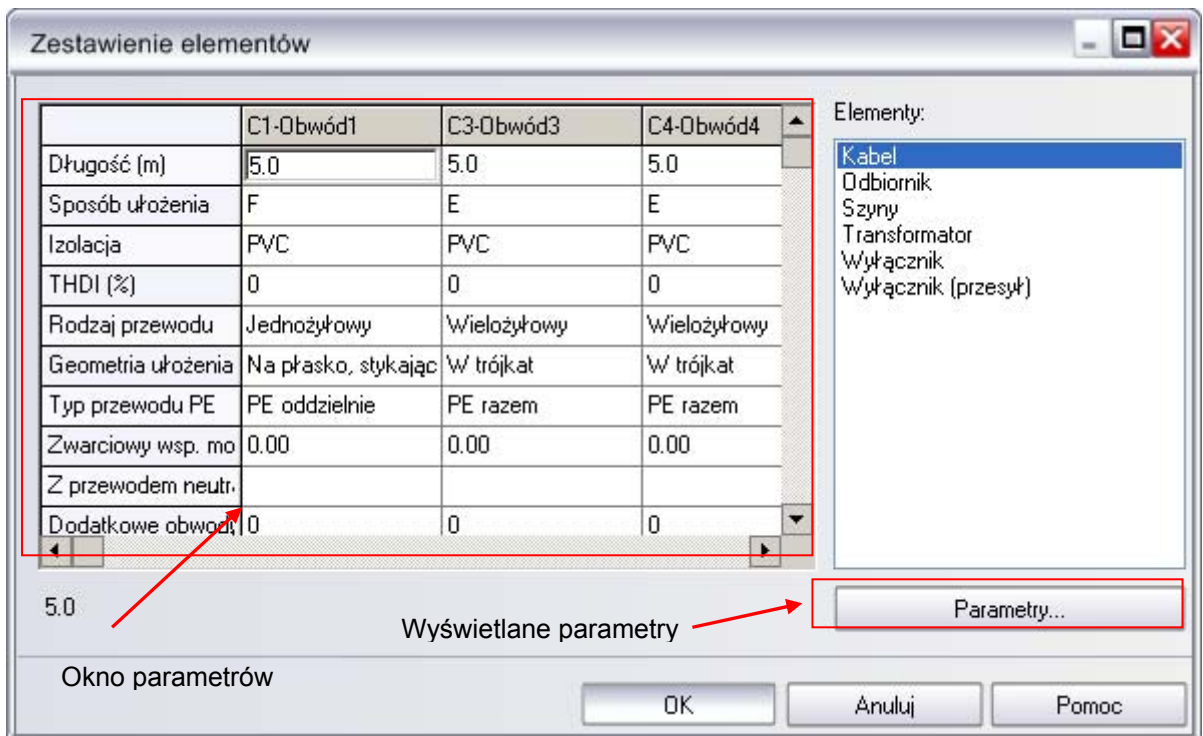 Zestawienie elementów
C1-Obwód1 C3-Obwód3 C4-Obwód4
Długość (m) 5.0 5.0 5.0
Sposób ułożenia F E E
Izolacja PVC PVC PVC
THDI (%) 0 0 0
Rodzaj przewodu Jednożyłowy Wielożyłowy Wielożyłowy
Geometria ułożenia Na płasko, stykając W trójkat W trójkat
Typ przewodu PE PE oddzielnie PE razem PE razem
Zwarciowy wsp. mo 0.00 0.00 0.00
Z przewodem neutr
Dodatkowe obwod 0 0 0
5.0
Okno parametrów
Wyświetlane parametry
Elementy:
Kabel
Odbiornik
Szyny
Transformator
Wyłącznik
Wyłącznik (przesył)
Parametry...
OK Anuluj Pomoc